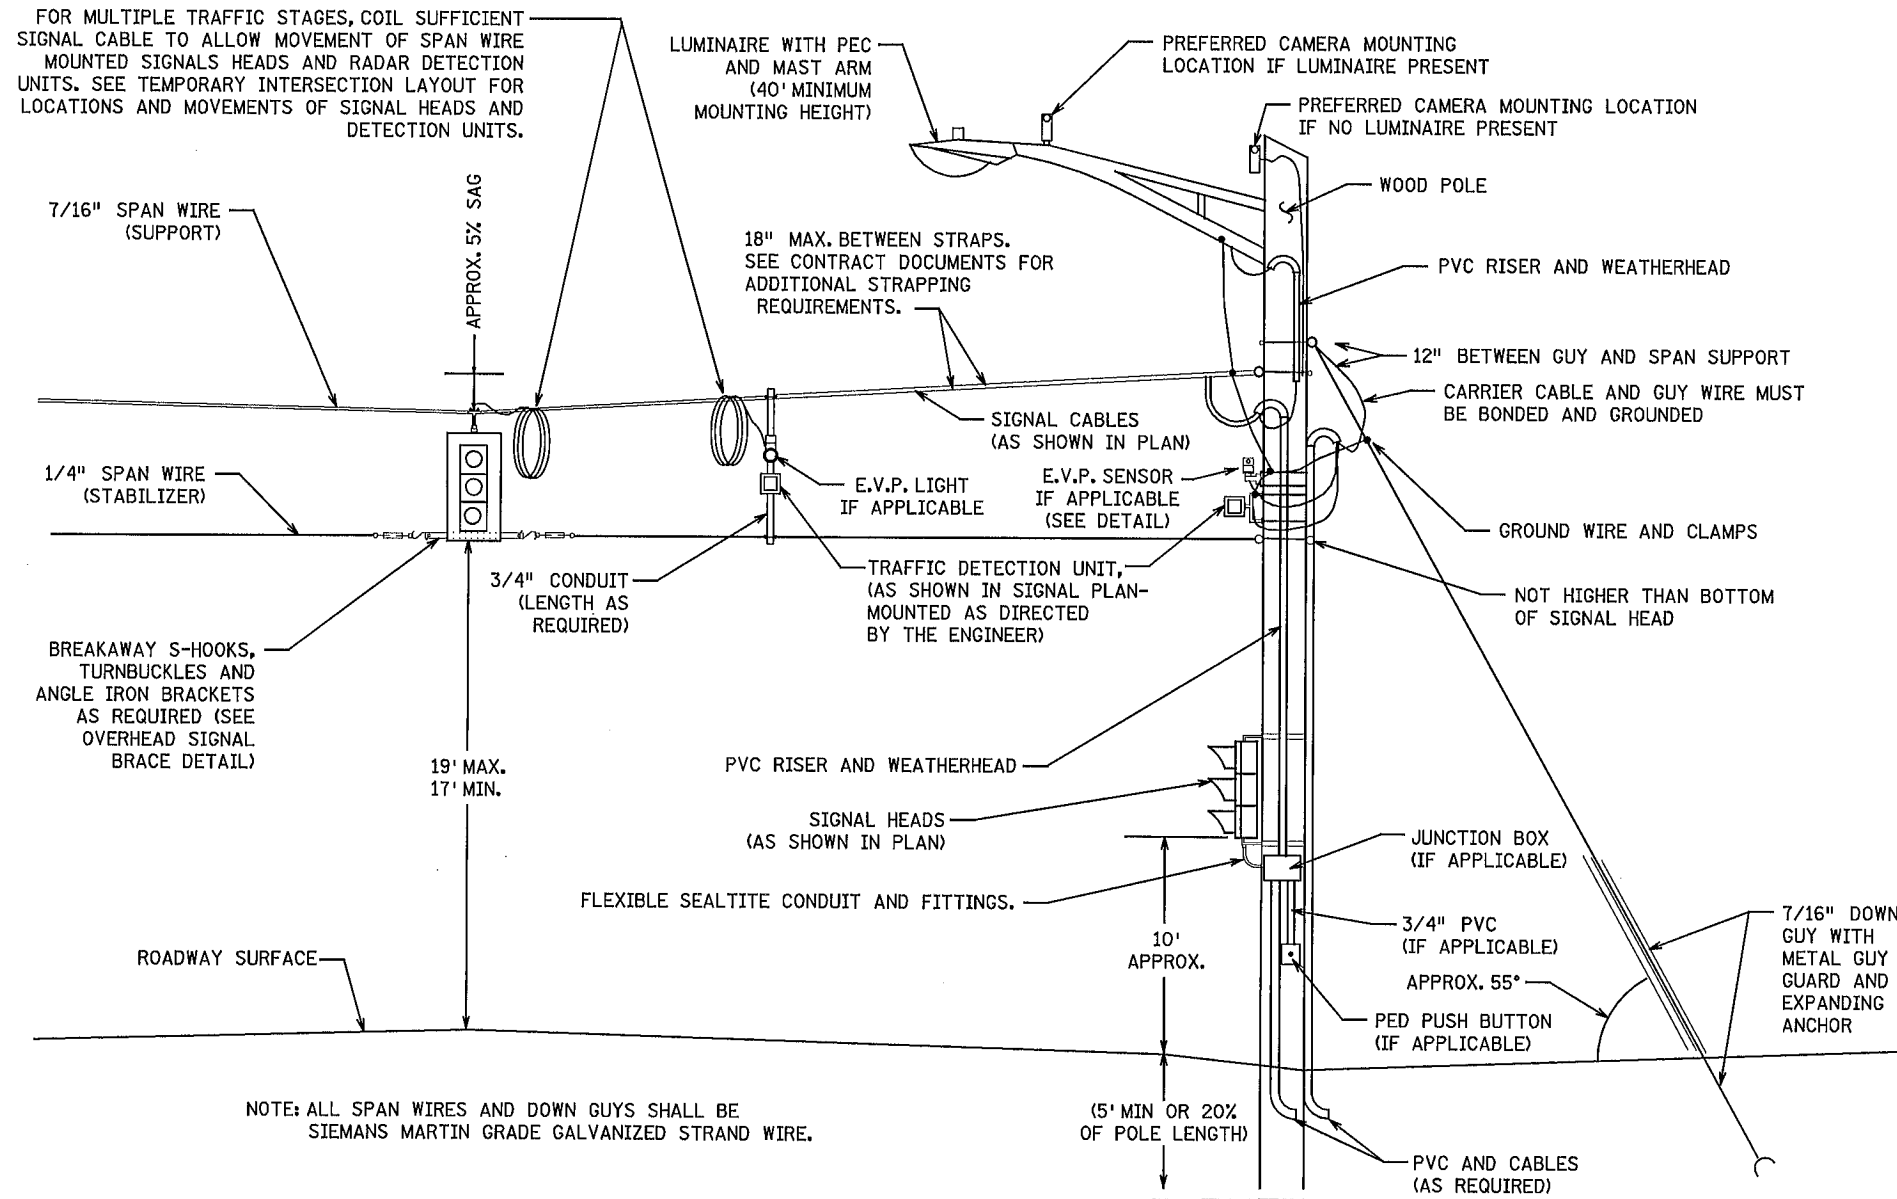 FOR MULTIPLE TRAFFIC STAGES, COIL SUFFICIENT
SIGNAL CABLE TO ALLOW MOVEMENT OF SPAN WIRE
MOUNTED SIGNALS HEADS AND RADAR DETECTION
UNITS. SEE TEMPORARY INTERSECTION LAYOUT FOR
LOCATIONS AND MOVEMENTS OF SIGNAL HEADS AND
DETECTION UNITS.
LUMINAIRE WITH PEC
AND MAST ARM
(40' MINIMUM
MOUNTING HEIGHT)
PREFERRED CAMERA MOUNTING
LOCATION IF LUMINAIRE PRESENT
PREFERRED CAMERA MOUNTING LOCATION
IF NO LUMINAIRE PRESENT
WOOD POLE
7/16" SPAN WIRE
(SUPPORT)
APPROX. 5% SAG
18" MAX. BETWEEN STRAPS.
SEE CONTRACT DOCUMENTS FOR
ADDITIONAL STRAPPING
REQUIREMENTS.
PVC RISER AND WEATHERHEAD
12" BETWEEN GUY AND SPAN SUPPORT
CARRIER CABLE AND GUY WIRE MUST
BE BONDED AND GROUNDED
SIGNAL CABLES
(AS SHOWN IN PLAN)
1/4" SPAN WIRE
(STABILIZER)
E.V.P. LIGHT
IF APPLICABLE
E.V.P. SENSOR
IF APPLICABLE
(SEE DETAIL)
GROUND WIRE AND CLAMPS
3/4" CONDUIT
(LENGTH AS
REQUIRED)
TRAFFIC DETECTION UNIT,
(AS SHOWN IN SIGNAL PLAN-
MOUNTED AS DIRECTED
BY THE ENGINEER)
NOT HIGHER THAN BOTTOM
OF SIGNAL HEAD
BREAKAWAY S-HOOKS,
TURNBUCKLES AND
ANGLE IRON BRACKETS
AS REQUIRED (SEE
OVERHEAD SIGNAL
BRACE DETAIL)
19' MAX.
17' MIN.
PVC RISER AND WEATHERHEAD
SIGNAL HEADS
(AS SHOWN IN PLAN)
JUNCTION BOX
(IF APPLICABLE)
FLEXIBLE SEALTITE CONDUIT AND FITTINGS.
3/4" PVC
(IF APPLICABLE)
7/16" DOWN
GUY WITH
METAL GUY
GUARD AND
EXPANDING
ANCHOR
10'
APPROX.
ROADWAY SURFACE
APPROX. 55°
PED PUSH BUTTON
(IF APPLICABLE)
NOTE: ALL SPAN WIRES AND DOWN GUYS SHALL BE
SIEMANS MARTIN GRADE GALVANIZED STRAND WIRE.
(5' MIN OR 20%
OF POLE LENGTH)
PVC AND CABLES
(AS REQUIRED)